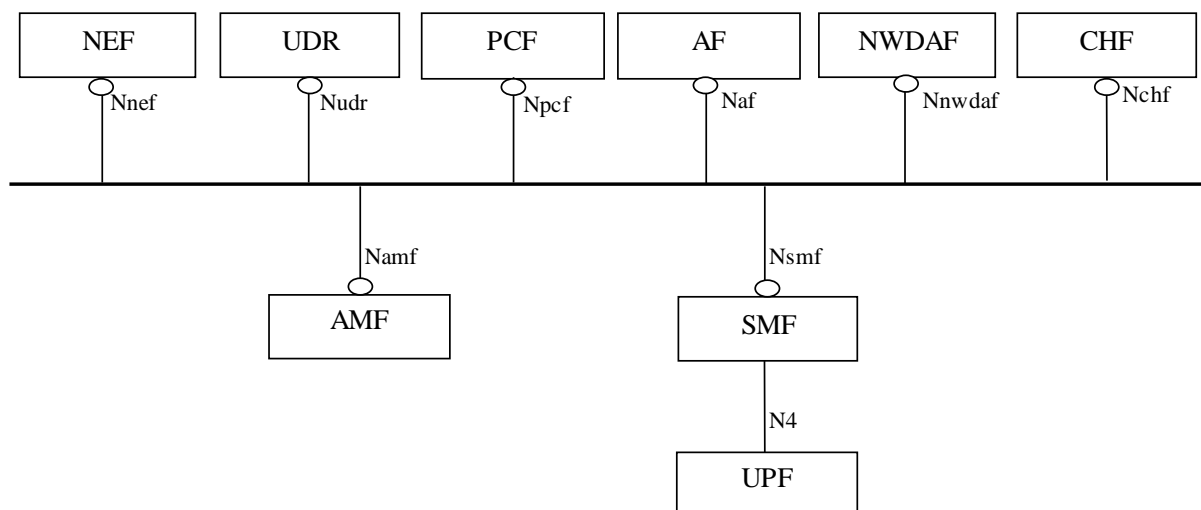 NEF UDR PCF AF NWDAF CHF
Nnef Nudr Npcf Naf Nnwdaf Nchf
Namf Nsmf
AMF SMF
N4
UPF